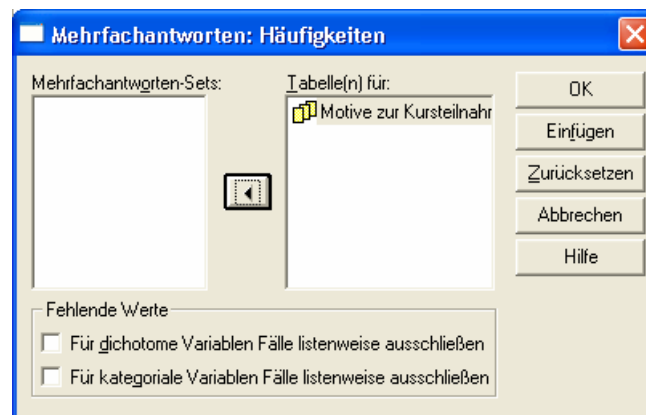 Mehrfachantworten: Häufigkeiten
Mehrfachantworten-Sets:
Tabelle(n) für:
Motive zur Kursteilnahr
OK
Einfügen
Zurücksetzen
Abbrechen
Hilfe
Fehlende Werte
Für dichotome Variablen Fälle listenweise ausschließen
Für kategoriale Variablen Fälle listenweise ausschließen